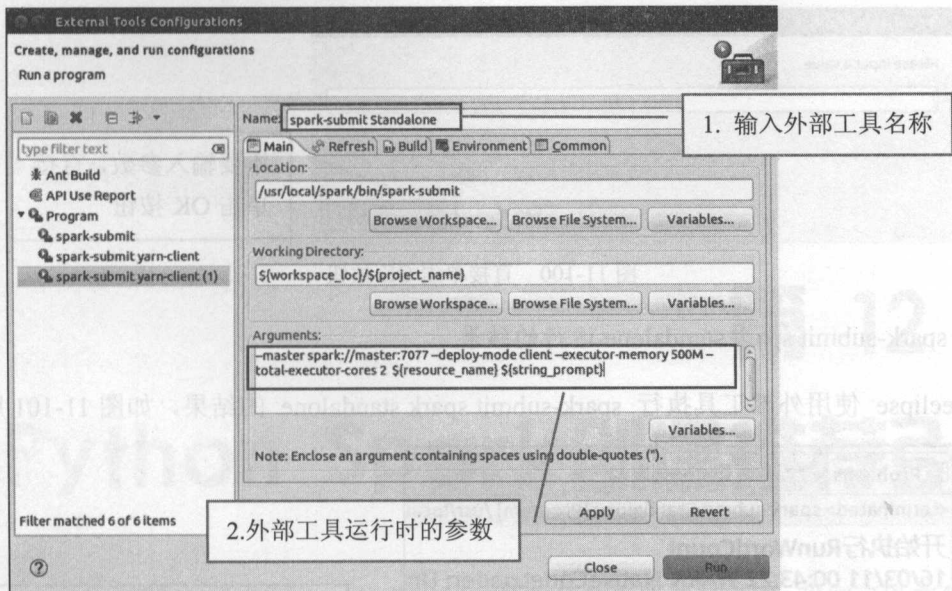 External Tools Configurations
Create, manage, and run configurations
Run a program
Name: spark-submit Standalone
1. 输入外部工具名称
type filter text
Ant Build
API Use Report
Program
spark-submit
spark-submit yarn-client
spark-submit yarn-client (1)
Filter matched 6 of 6 items
Main Refresh Build Environment Common
Location:
/usr/local/spark/bin/spark-submit
Browse Workspace... Browse File System... Variables...
Working Directory:
${workspace_loc}/${project_name}
Browse Workspace... Browse File System... Variables...
Arguments:
--master spark://master:7077 --deploy-mode client --executor-memory 500M --
total-executor-cores 2 ${resource_name} ${string_prompt}
Variables...
Note: Enclose an argument containing spaces using double-quotes (").
2.外部工具运行时的参数
Apply Revert
Close Run